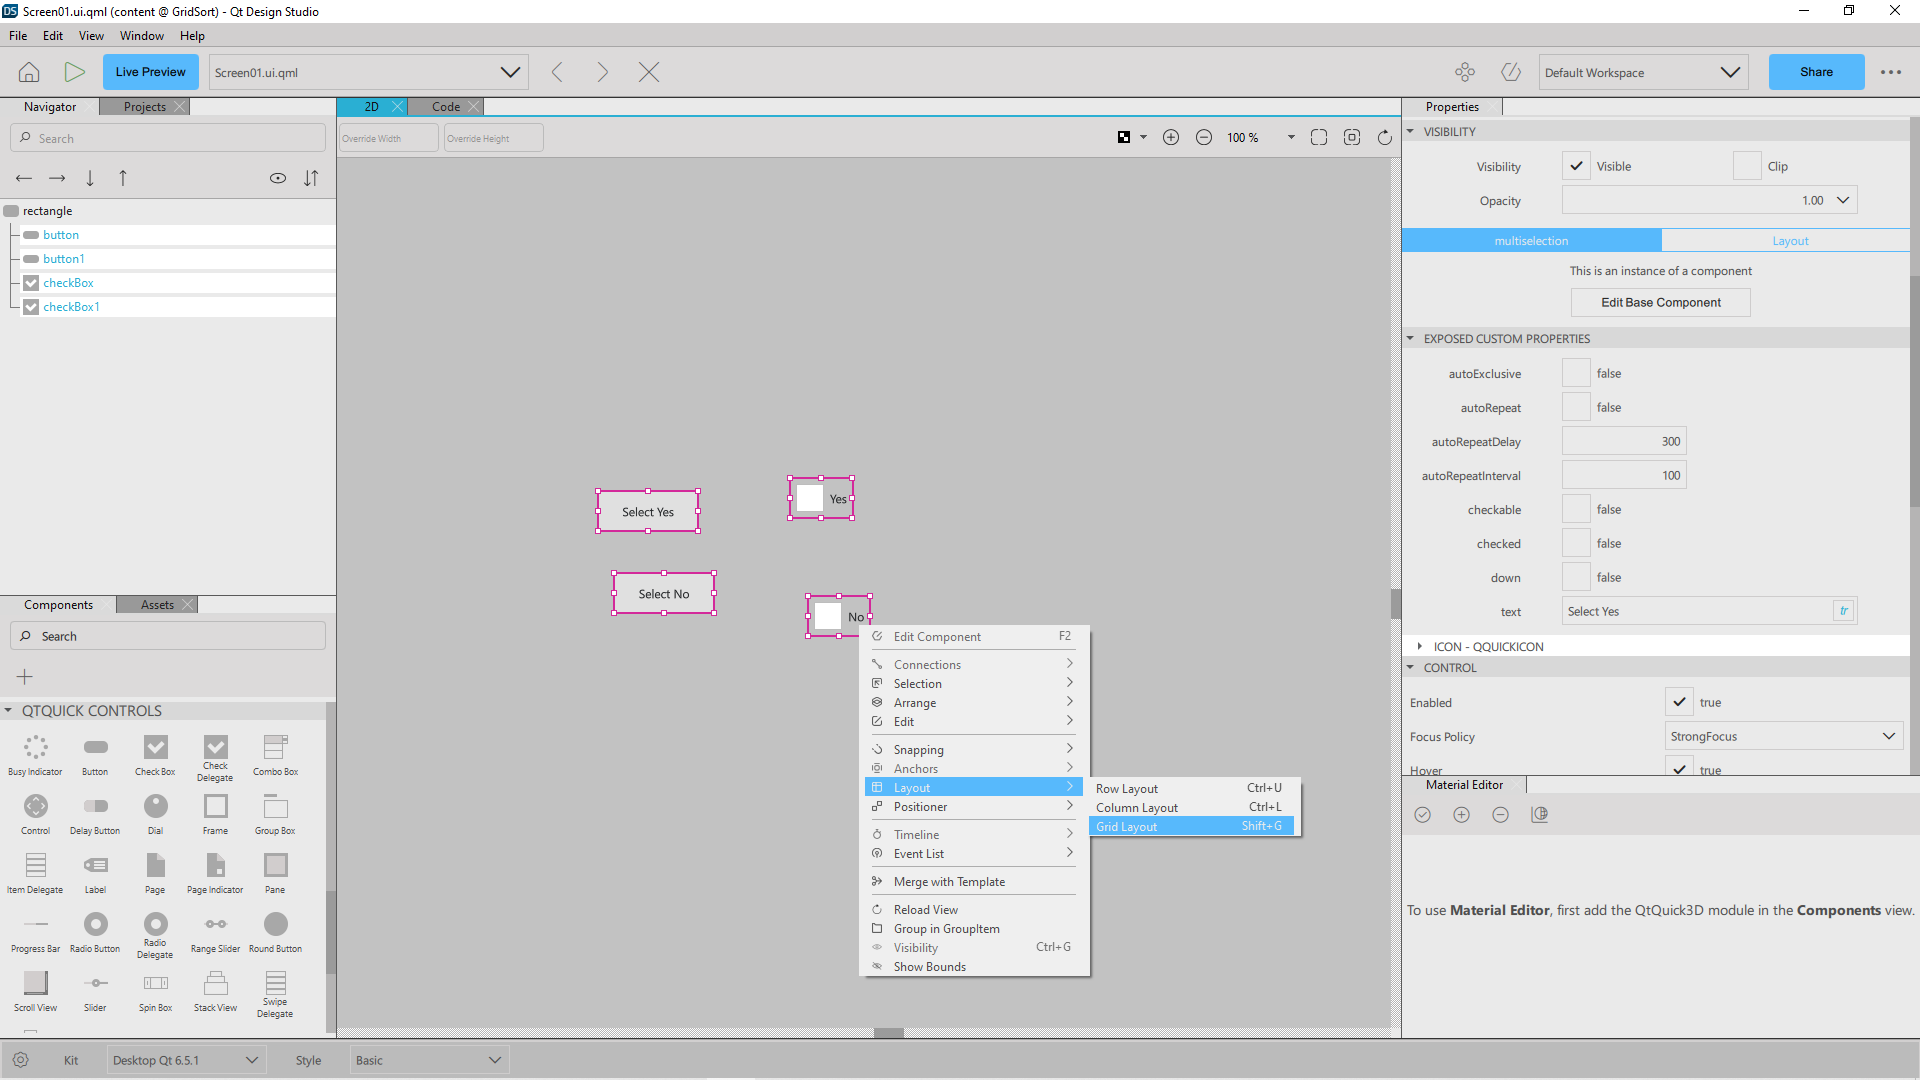 DS Screen01.ui.qml (content @ GridSort) - Qt Design Studio
File Edit View Window Help
Live Preview Screen01.ui.qml Default Workspace Share
Navigator Projects
Search
rectangle
button
button1
checkBox
checkBox1
Components Assets
Search
QTQUICK CONTROLS
Busy Indicator Button Check Box Check Delegate Combo Box
Control Delay Button Dial Frame Group Box
Item Delegate Label Page Page Indicator Pane
Progress Bar Radio Button Radio Delegate Range Slider Round Button
Scroll View Slider Spin Box Stack View Swipe Delegate
2D Code
Override Width Override Height 100 %
Select Yes Yes
Select No No
Edit Component F2
Connections
Selection
Arrange
Edit
Snapping
Anchors
Layout
Positioner
Timeline
Event List
Merge with Template
Reload View
Group in GroupItem
Visibility Ctrl+G
Show Bounds
Row Layout Ctrl+U
Column Layout Ctrl+L
Grid Layout Shift+G
Properties
VISIBILITY
Visibility Visible Clip
Opacity 1.00
multiselection Layout
This is an instance of a component
Edit Base Component
EXPOSED CUSTOM PROPERTIES
autoExclusive false
autoRepeat false
autoRepeatDelay 300
autoRepeatInterval 100
checkable false
checked false
down false
text Select Yes tr
ICON - QQUICKICON
CONTROL
Enabled true
Focus Policy StrongFocus
Hover true
Material Editor
To use Material Editor, first add the QtQuick3D module in the Components view.
Kit Desktop Qt 6.5.1 Style Basic